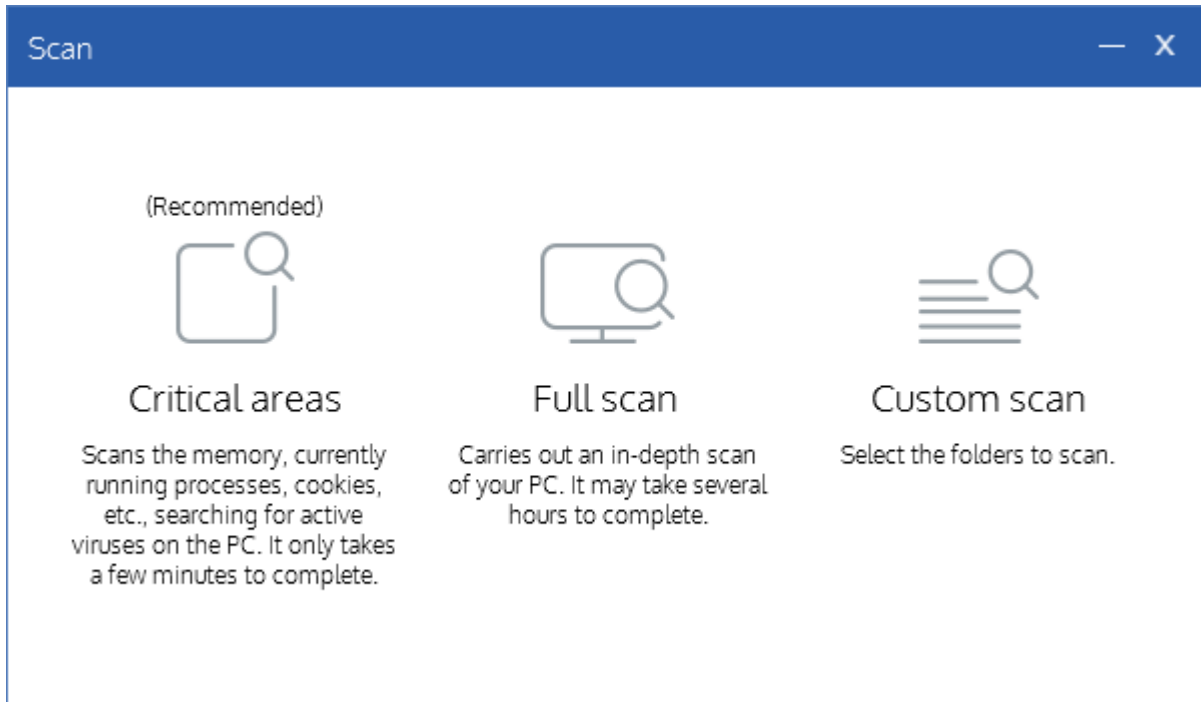 Scan
(Recommended)
Critical areas
Scans the memory, currently
running processes, cookies,
etc., searching for active
viruses on the PC. It only takes
a few minutes to complete.
Full scan
Carries out an in-depth scan
of your PC. It may take several
hours to complete.
Custom scan
Select the folders to scan.